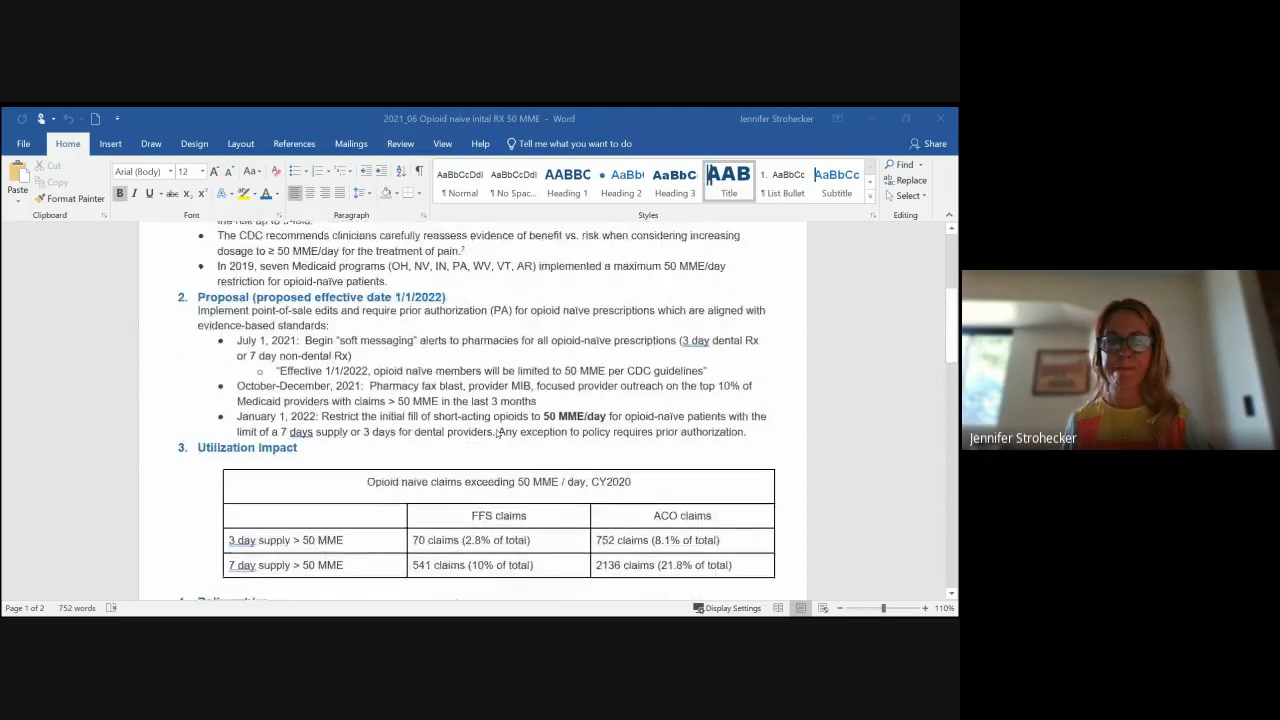 2021_06 Opioid naive inital RX 50 MME - Word
Jennifer Strohecker
File Home Insert Draw Design Layout References Mailings Review View Help Tell me what you want to do Share
Paste
Cut
Copy
Format Painter
Clipboard
Arial (Body) 12
Font
Paragraph
AaBbCcDdI ¶ Normal
AaBbCcDdI ¶ No Spac...
AABBC Heading 1
AaBb( Heading 2
AaBbC Heading 3
AAB Title
1. AaBbCc ¶ List Bullet
AaBbCc Subtitle
Styles
Find
Replace
Select
Editing
the risk up to
• The CDC recommends clinicians carefully reassess evidence of benefit vs. risk when considering increasing
dosage to ≥ 50 MME/day for the treatment of pain.²
• In 2019, seven Medicaid programs (OH, NV, IN, PA, WV, VT, AR) implemented a maximum 50 MME/day
restriction for opioid-naïve patients.
2. Proposal (proposed effective date 1/1/2022)
Implement point-of-sale edits and require prior authorization (PA) for opioid naïve prescriptions which are aligned with
evidence-based standards:
• July 1, 2021: Begin “soft messaging” alerts to pharmacies for all opioid-naïve prescriptions (3 day dental Rx
or 7 day non-dental Rx)
○ “Effective 1/1/2022, opioid naïve members will be limited to 50 MME per CDC guidelines”
• October-December, 2021: Pharmacy fax blast, provider MIB, focused provider outreach on the top 10% of
Medicaid providers with claims > 50 MME in the last 3 months
• January 1, 2022: Restrict the initial fill of short-acting opioids to 50 MME/day for opioid-naïve patients with the
limit of a 7 days supply or 3 days for dental providers. Any exception to policy requires prior authorization.
3. Utilization Impact
Opioid naïve claims exceeding 50 MME / day, CY2020
FFS claims ACO claims
3 day supply > 50 MME 70 claims (2.8% of total) 752 claims (8.1% of total)
7 day supply > 50 MME 541 claims (10% of total) 2136 claims (21.8% of total)
Page 1 of 2 752 words Display Settings 110%
Jennifer Strohecker